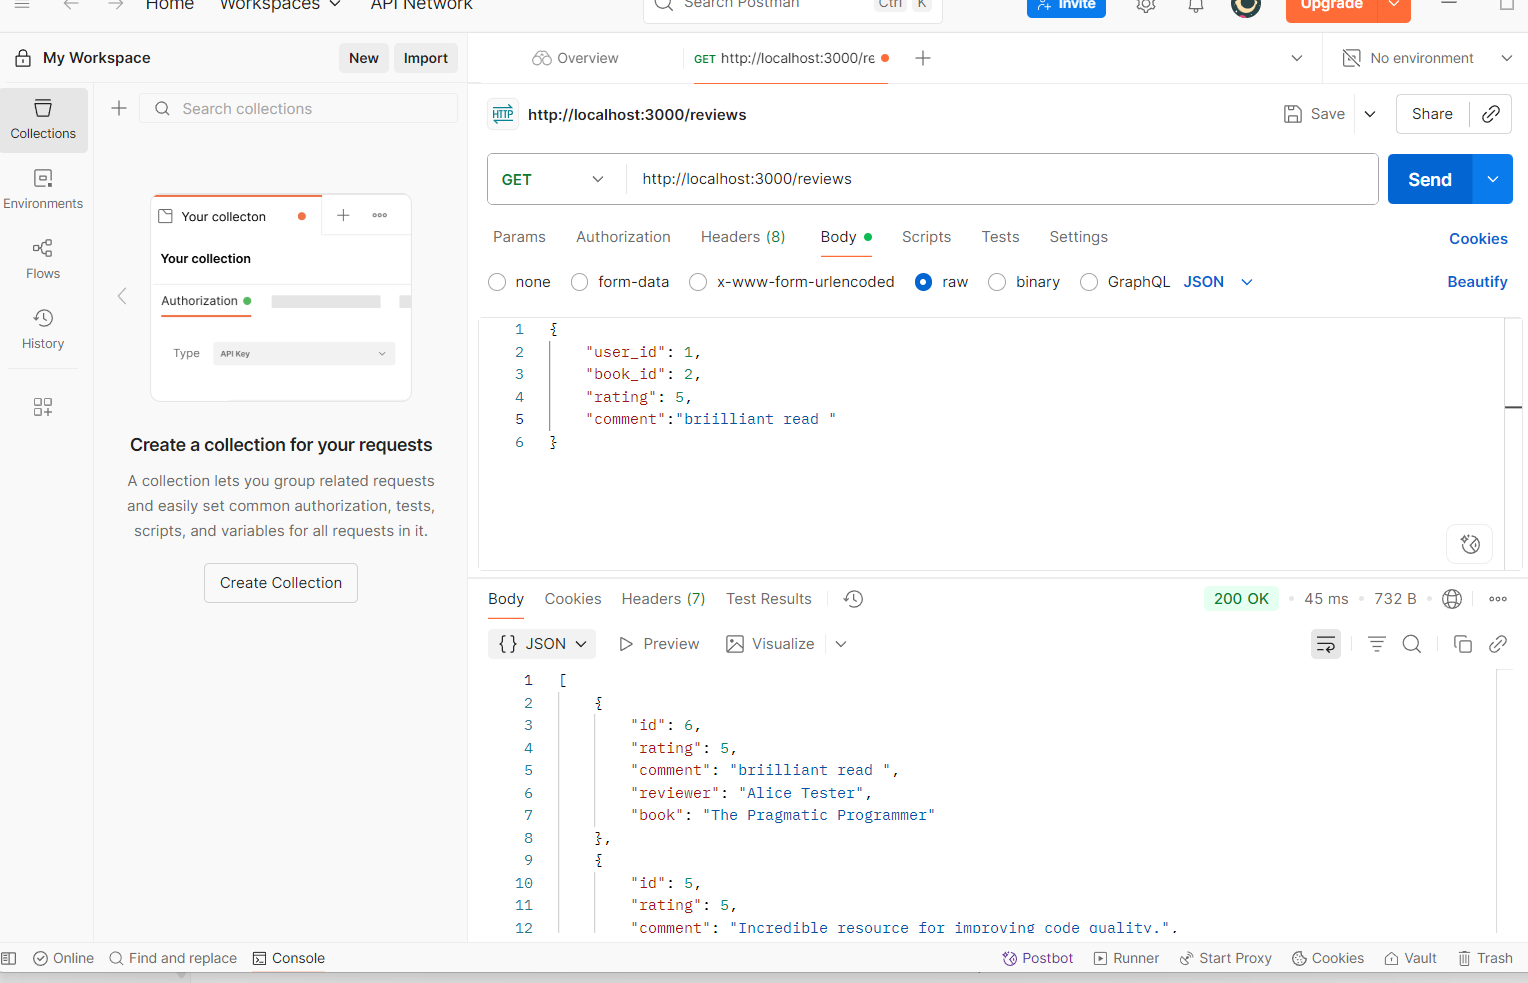 Home Workspaces API Network Search Postman Ctrl K Invite Upgrade
My Workspace New Import Overview GET http://localhost:3000/re No environment
Collections
Search collections
HTTP http://localhost:3000/reviews Save Share
Environments
Flows
History
Your collecton
Your collection
Authorization
Type API Key
Create a collection for your requests
A collection lets you group related requests
and easily set common authorization, tests,
scripts, and variables for all requests in it.
Create Collection
GET http://localhost:3000/reviews Send
Params Authorization Headers (8) Body Scripts Tests Settings Cookies
none form-data x-www-form-urlencoded raw binary GraphQL JSON Beautify
1 {
2 "user_id": 1,
3 "book_id": 2,
4 "rating": 5,
5 "comment":"briilliant read "
6 }
Body Cookies Headers (7) Test Results 200 OK 45 ms 732 B
{} JSON Preview Visualize
1 [
2 {
3 "id": 6,
4 "rating": 5,
5 "comment": "briilliant read ",
6 "reviewer": "Alice Tester",
7 "book": "The Pragmatic Programmer"
8 },
9 {
10 "id": 5,
11 "rating": 5,
12 "comment": "Incredible resource for improving code quality.",
Online Find and replace Console Postbot Runner Start Proxy Cookies Vault Trash